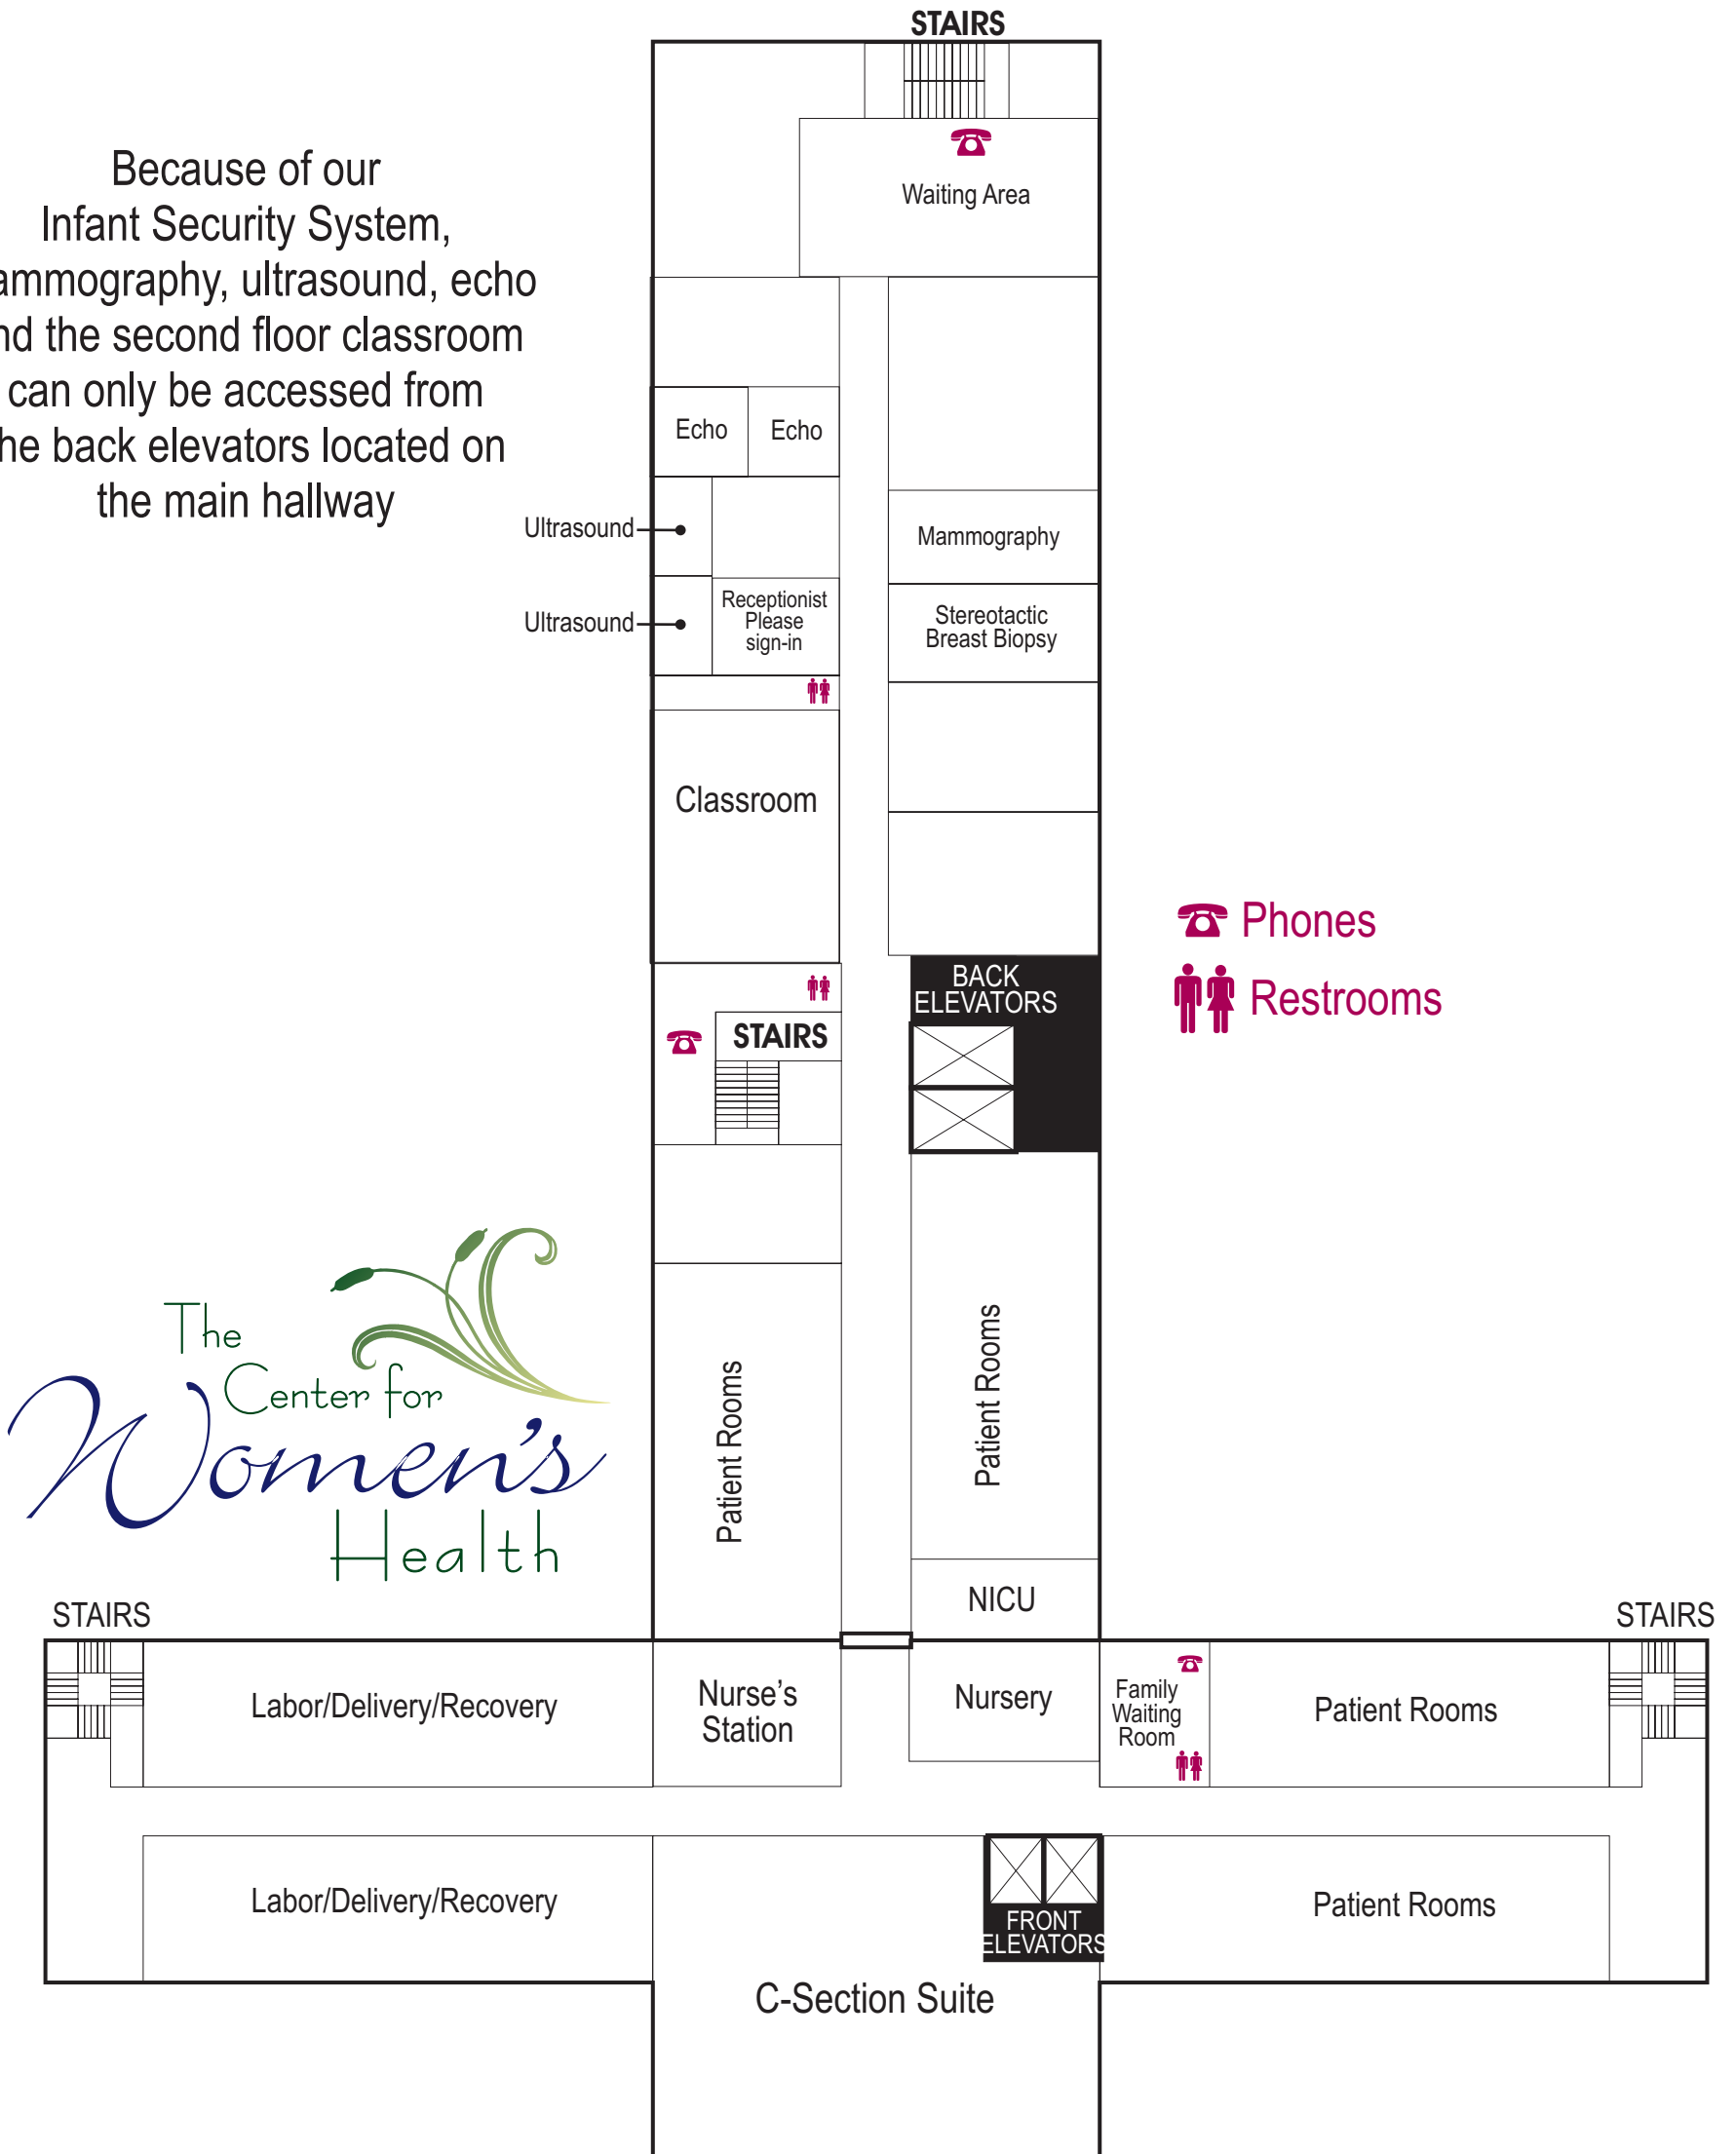 STAIRS
Because of our
Infant Security System,
ammography, ultrasound, echo
nd the second floor classroom
can only be accessed from
he back elevators located on
the main hallway
Waiting Area
Echo
Echo
Ultrasound
Mammography
Ultrasound
Receptionist
Please
sign-in
Stereotactic
Breast Biopsy
Classroom
Phones
Restrooms
BACK
ELEVATORS
STAIRS
The
Center for
Women's
Health
Patient Rooms
Patient Rooms
NICU
STAIRS
STAIRS
Labor/Delivery/Recovery
Nurse's
Station
Nursery
Family
Waiting
Room
Patient Rooms
Labor/Delivery/Recovery
FRONT
ELEVATORS
Patient Rooms
C-Section Suite